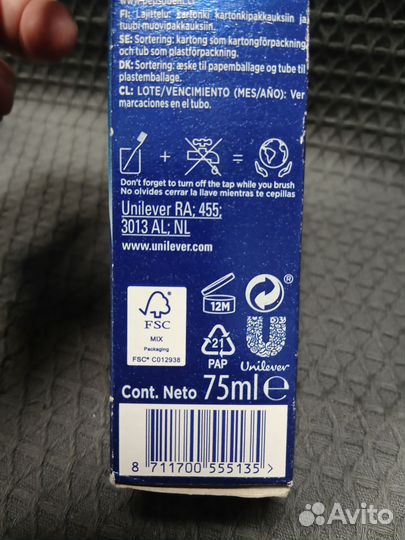 FI: Lajittelu: kartonki kartonkipakkauksiin ja
tuubi muovipakkauksiin.
SE: Sortering: kartong som kartongförpackning
och tub som plastförpackning.
DK: Sortering: æske til papemballage og tube til
plastemballage.
CL: LOTE/VENCIMIENTO (MES/AÑO): Ver
marcaciones en el tubo.
Don't forget to turn off the tap while you brush
No olvides cerrar la llave mientras te cepillas
Unilever RA; 455;
3013 AL; NL
www.unilever.com
®
12M
FSC
MIX
Packaging
FSC® C012938
21
PAP
Unilever
Cont. Neto 75ml e
8 711700 555135 >
Avito